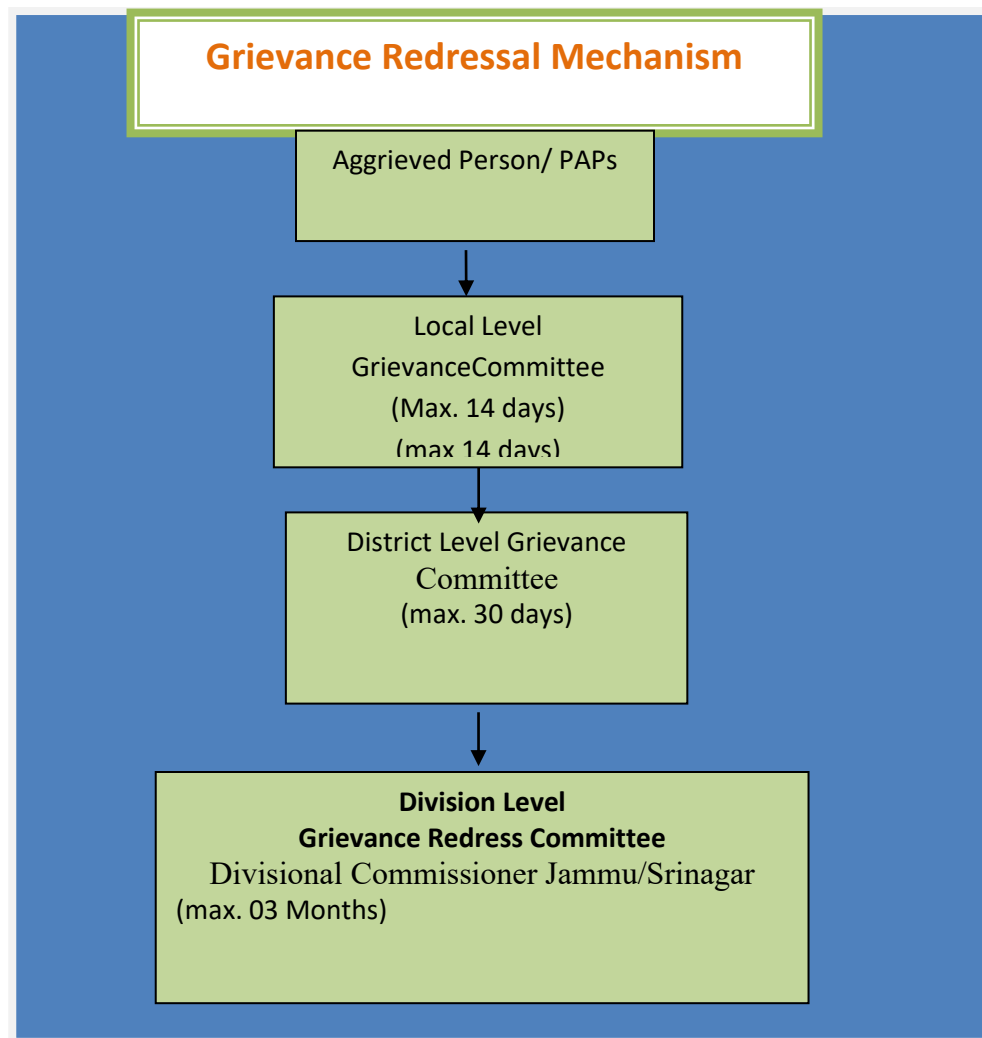 Grievance Redressal Mechanism
Aggrieved Person/ PAPs
Local Level
GrievanceCommittee
(Max. 14 days)
(max 14 days)
District Level Grievance
Committee
(max. 30 days)
Division Level
Grievance Redress Committee
Divisional Commissioner Jammu/Srinagar
(max. 03 Months)